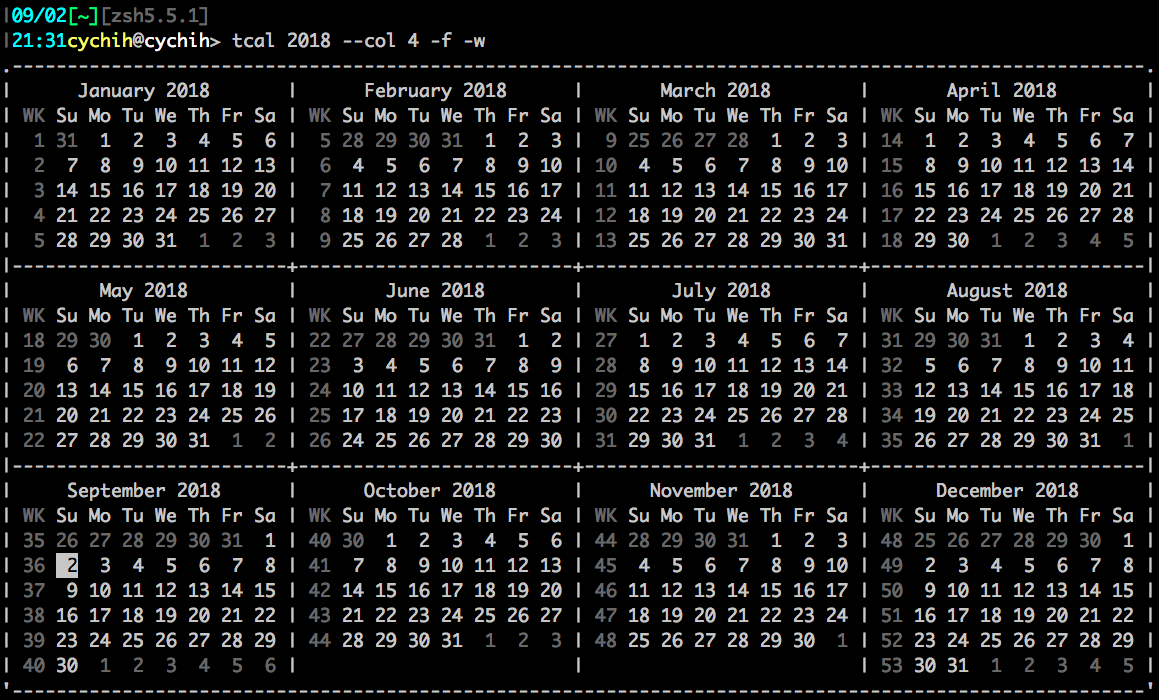 09/02[~][zsh5.5.1]
21:31cychih@cychih> tcal 2018 --col 4 -f -w
.-------------------------------------------------------------------------------------------------------.
|      January 2018       |      February 2018      |       March 2018        |       April 2018        |
| WK Su Mo Tu We Th Fr Sa | WK Su Mo Tu We Th Fr Sa | WK Su Mo Tu We Th Fr Sa | WK Su Mo Tu We Th Fr Sa |
|  1 31  1  2  3  4  5  6 |  5 28 29 30 31  1  2  3 |  9 25 26 27 28  1  2  3 | 14  1  2  3  4  5  6  7 |
|  2  7  8  9 10 11 12 13 |  6  4  5  6  7  8  9 10 | 10  4  5  6  7  8  9 10 | 15  8  9 10 11 12 13 14 |
|  3 14 15 16 17 18 19 20 |  7 11 12 13 14 15 16 17 | 11 11 12 13 14 15 16 17 | 16 15 16 17 18 19 20 21 |
|  4 21 22 23 24 25 26 27 |  8 18 19 20 21 22 23 24 | 12 18 19 20 21 22 23 24 | 17 22 23 24 25 26 27 28 |
|  5 28 29 30 31  1  2  3 |  9 25 26 27 28  1  2  3 | 13 25 26 27 28 29 30 31 | 18 29 30  1  2  3  4  5 |
|-------------------------+-------------------------+-------------------------+-------------------------|
|        May 2018         |        June 2018        |        July 2018        |       August 2018       |
| WK Su Mo Tu We Th Fr Sa | WK Su Mo Tu We Th Fr Sa | WK Su Mo Tu We Th Fr Sa | WK Su Mo Tu We Th Fr Sa |
| 18 29 30  1  2  3  4  5 | 22 27 28 29 30 31  1  2 | 27  1  2  3  4  5  6  7 | 31 29 30 31  1  2  3  4 |
| 19  6  7  8  9 10 11 12 | 23  3  4  5  6  7  8  9 | 28  8  9 10 11 12 13 14 | 32  5  6  7  8  9 10 11 |
| 20 13 14 15 16 17 18 19 | 24 10 11 12 13 14 15 16 | 29 15 16 17 18 19 20 21 | 33 12 13 14 15 16 17 18 |
| 21 20 21 22 23 24 25 26 | 25 17 18 19 20 21 22 23 | 30 22 23 24 25 26 27 28 | 34 19 20 21 22 23 24 25 |
| 22 27 28 29 30 31  1  2 | 26 24 25 26 27 28 29 30 | 31 29 30 31  1  2  3  4 | 35 26 27 28 29 30 31  1 |
|-------------------------+-------------------------+-------------------------+-------------------------|
|     September 2018      |      October 2018       |      November 2018      |      December 2018      |
| WK Su Mo Tu We Th Fr Sa | WK Su Mo Tu We Th Fr Sa | WK Su Mo Tu We Th Fr Sa | WK Su Mo Tu We Th Fr Sa |
| 35 26 27 28 29 30 31  1 | 40 30  1  2  3  4  5  6 | 44 28 29 30 31  1  2  3 | 48 25 26 27 28 29 30  1 |
| 36  2  3  4  5  6  7  8 | 41  7  8  9 10 11 12 13 | 45  4  5  6  7  8  9 10 | 49  2  3  4  5  6  7  8 |
| 37  9 10 11 12 13 14 15 | 42 14 15 16 17 18 19 20 | 46 11 12 13 14 15 16 17 | 50  9 10 11 12 13 14 15 |
| 38 16 17 18 19 20 21 22 | 43 21 22 23 24 25 26 27 | 47 18 19 20 21 22 23 24 | 51 16 17 18 19 20 21 22 |
| 39 23 24 25 26 27 28 29 | 44 28 29 30 31  1  2  3 | 48 25 26 27 28 29 30  1 | 52 23 24 25 26 27 28 29 |
| 40 30  1  2  3  4  5  6 |                         |                         | 53 30 31  1  2  3  4  5 |
'-------------------------------------------------------------------------------------------------------'